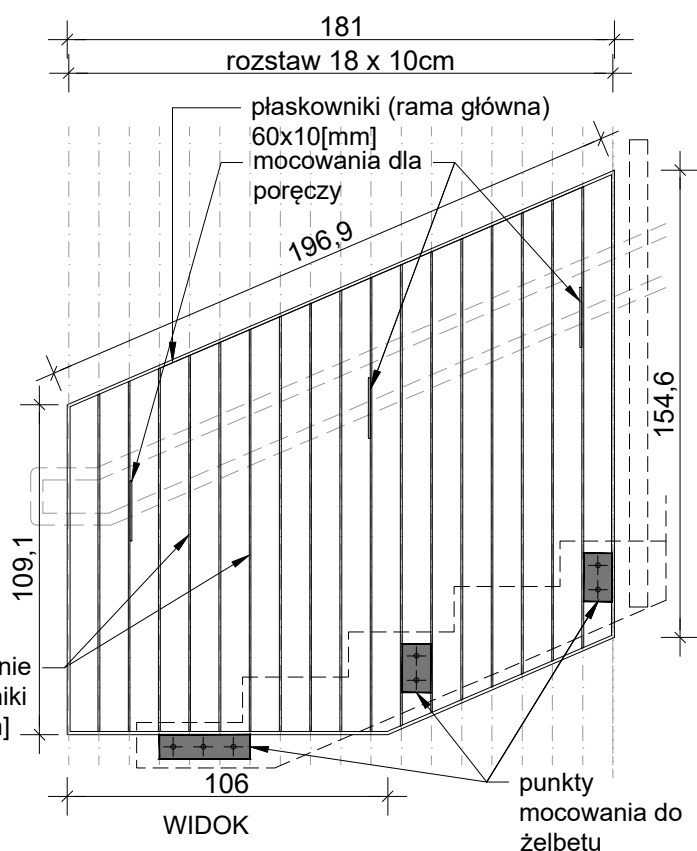 181
rozstaw 18 x 10cm
płaskowniki (rama główna)
60x10[mm]
mocowania dla
poręczy
196,9
154,6
109,1
nie
iki
]
106
WIDOK
punkty
mocowania do
żelbetu